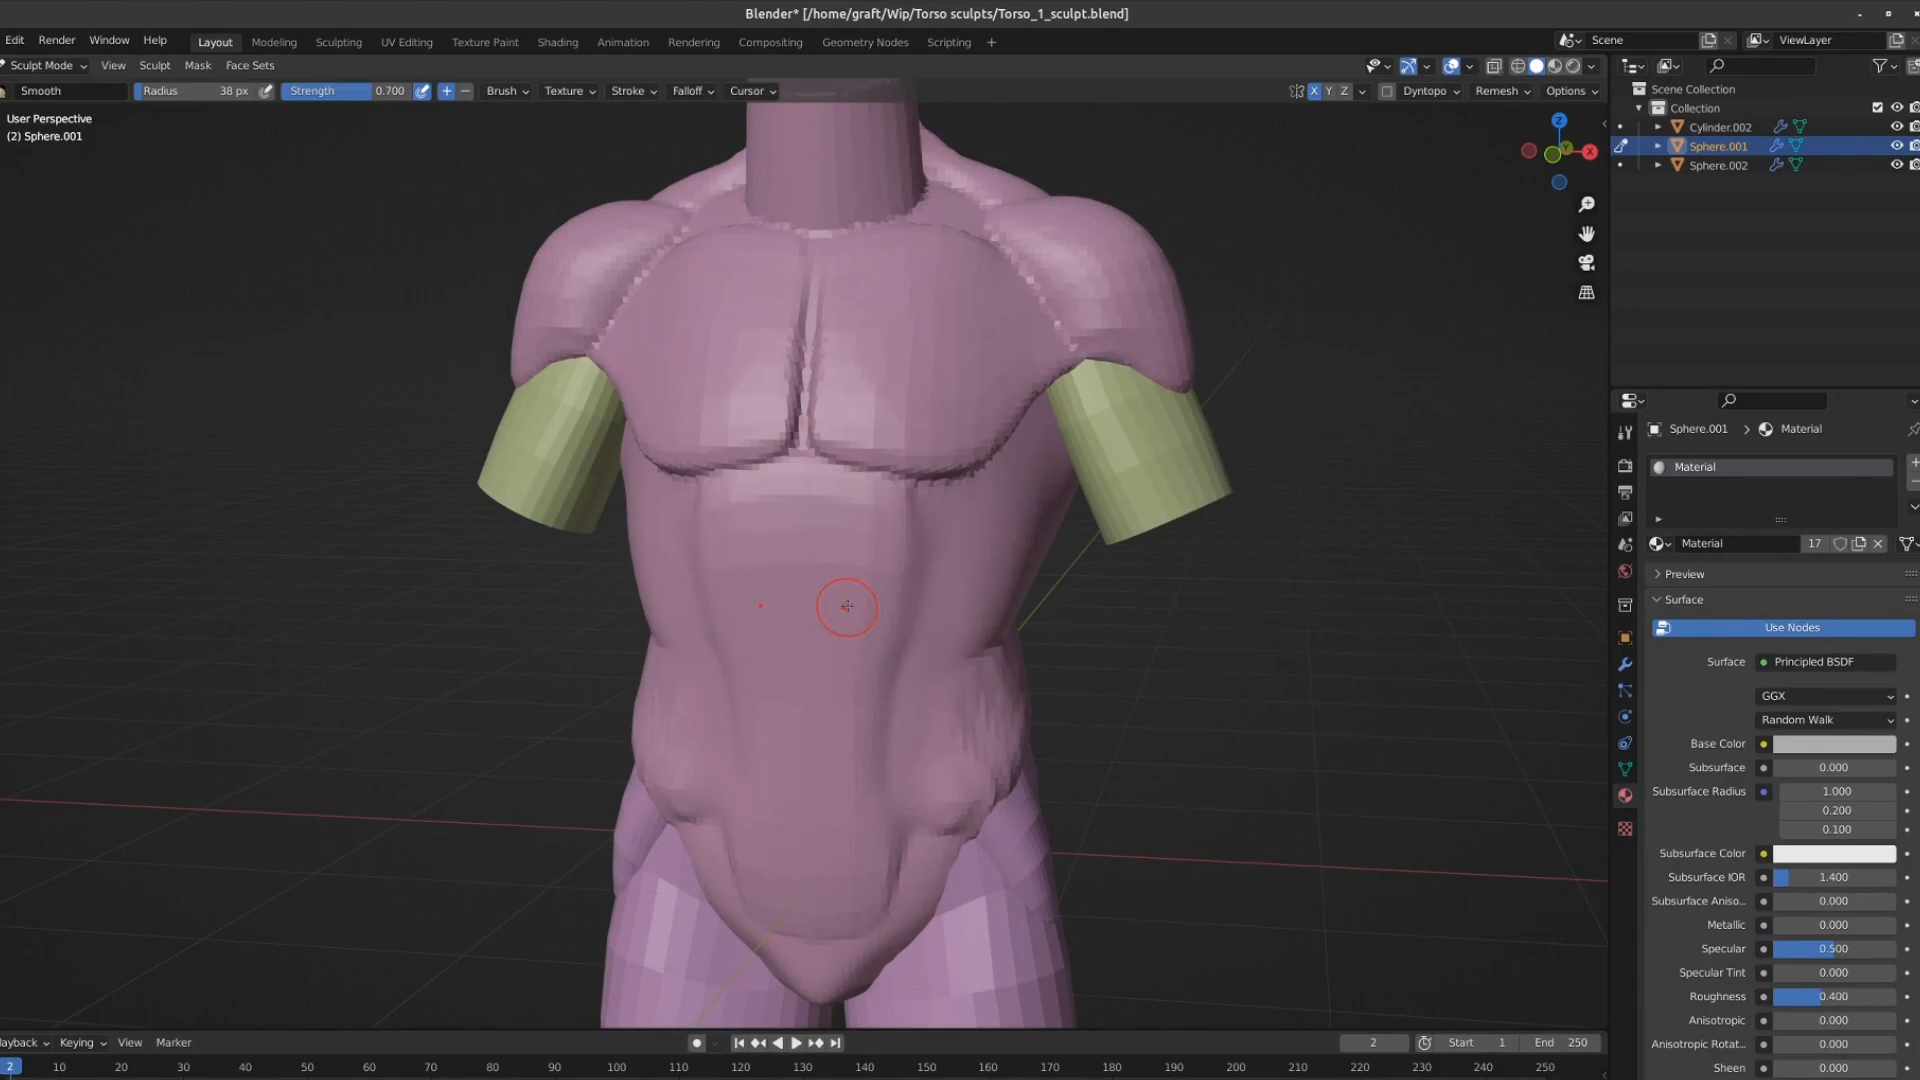 Blender* [/home/graft/Wip/Torso sculpts/Torso_1_sculpt.blend]
Edit Render Window Help Layout Modeling Sculpting UV Editing Texture Paint Shading Animation Rendering Compositing Geometry Nodes Scripting + Scene ViewLayer
Sculpt Mode View Sculpt Mask Face Sets
Smooth Radius 38 px Strength 0.700 + − Brush Texture Stroke Falloff Cursor X Y Z Dyntopo Remesh Options
User Perspective
(2) Sphere.001
Z
Y
X
Scene Collection
Collection
Cylinder.002
Sphere.001
Sphere.002
Sphere.001 > Material
Material
Material 17
Preview
Surface
Use Nodes
Surface Principled BSDF
GGX
Random Walk
Base Color
Subsurface 0.000
Subsurface Radius 1.000
0.200
0.100
Subsurface Color
Subsurface IOR 1.400
Subsurface Aniso... 0.000
Metallic 0.000
Specular 0.500
Specular Tint 0.000
Roughness 0.400
Anisotropic 0.000
Anisotropic Rotat... 0.000
Sheen 0.000
layback Keying View Marker 2 Start 1 End 250
2 10 20 30 40 50 60 70 80 90 100 110 120 130 140 150 160 170 180 190 200 210 220 230 240 250